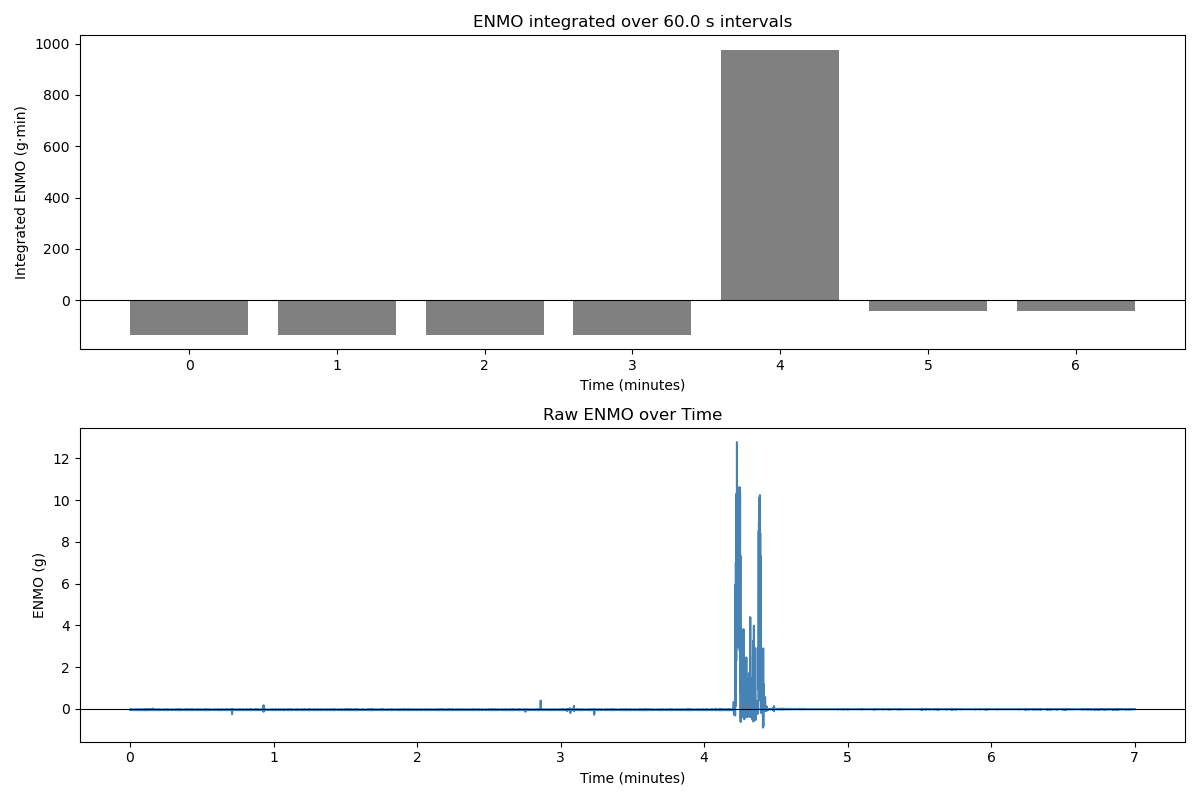 ENMO integrated over 60.0 s intervals
Integrated ENMO (g·min)
1000
800
600
400
200
0
0 1 2 3 4 5 6
Time (minutes)
Raw ENMO over Time
ENMO (g)
12
10
8
6
4
2
0
0 1 2 3 4 5 6 7
Time (minutes)